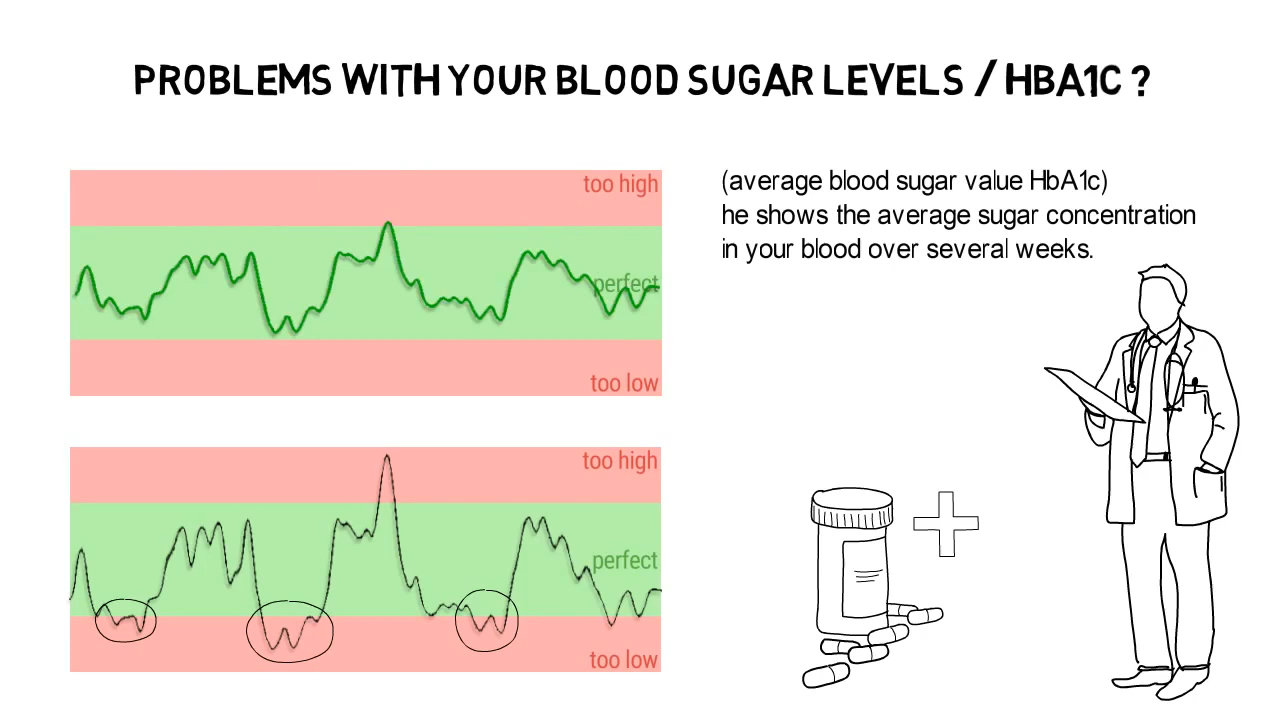 PROBLEMS WITH YOUR BLOOD SUGAR LEVELS / HBA1C ?
too high
perfect
too low
(average blood sugar value HbA1c)
he shows the average sugar concentration
in your blood over several weeks.
too high
perfect
too low